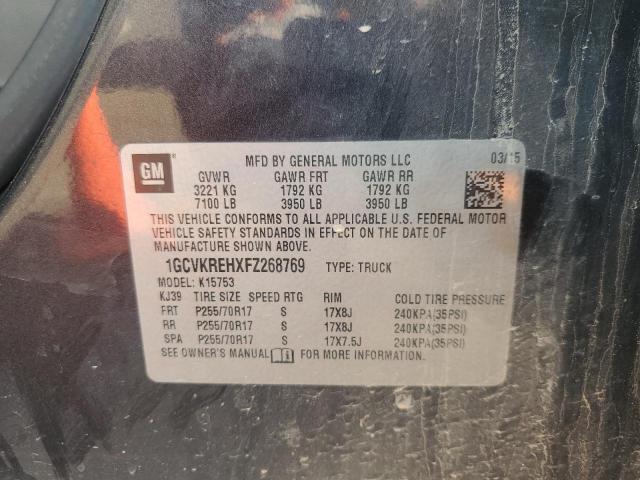 GM ® MFD BY GENERAL MOTORS LLC 03/15
GVWR GAWR FRT GAWR RR
3221 KG 1792 KG 1792 KG
7100 LB 3950 LB 3950 LB
THIS VEHICLE CONFORMS TO ALL APPLICABLE U.S. FEDERAL MOTOR
VEHICLE SAFETY STANDARDS IN EFFECT ON THE DATE OF
MANUFACTURE SHOWN ABOVE.
1GCVKREHXFZ268769 TYPE: TRUCK
MODEL: K15753
KJ39 TIRE SIZE SPEED RTG RIM COLD TIRE PRESSURE
FRT P255/70R17 S 17X8J 240KPA(35PSI)
RR P255/70R17 S 17X8J 240KPA(35PSI)
SPA P255/70R17 S 17X7.5J 240KPA(35PSI)
SEE OWNER'S MANUAL FOR MORE INFORMATION.